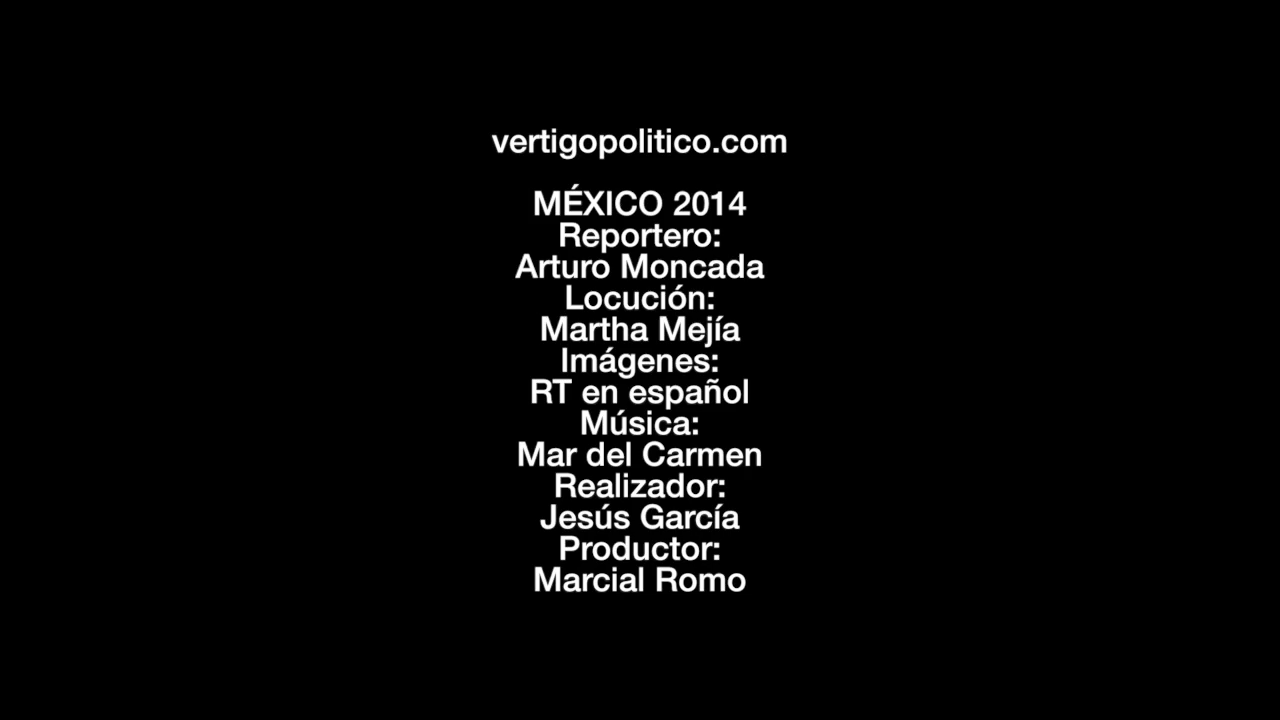 vertigopolitico.com
MÉXICO 2014
Reportero:
Arturo Moncada
Locución:
Martha Mejía
Imágenes:
RT en español
Música:
Mar del Carmen
Realizador:
Jesús García
Productor:
Marcial Romo